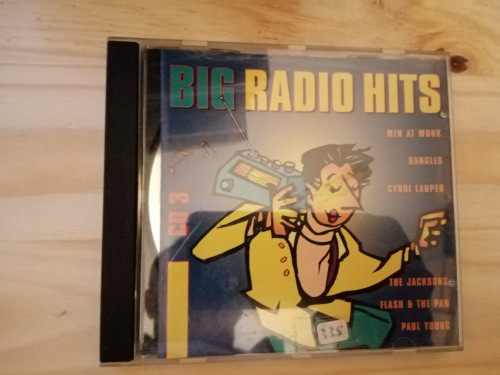 BIG RADIO HITS
MEN AT WORK
BANGLES
CYNDI LAUPER
CD 3
THE JACKSONS
FLASH & THE PAN
PAUL YOUNG
335